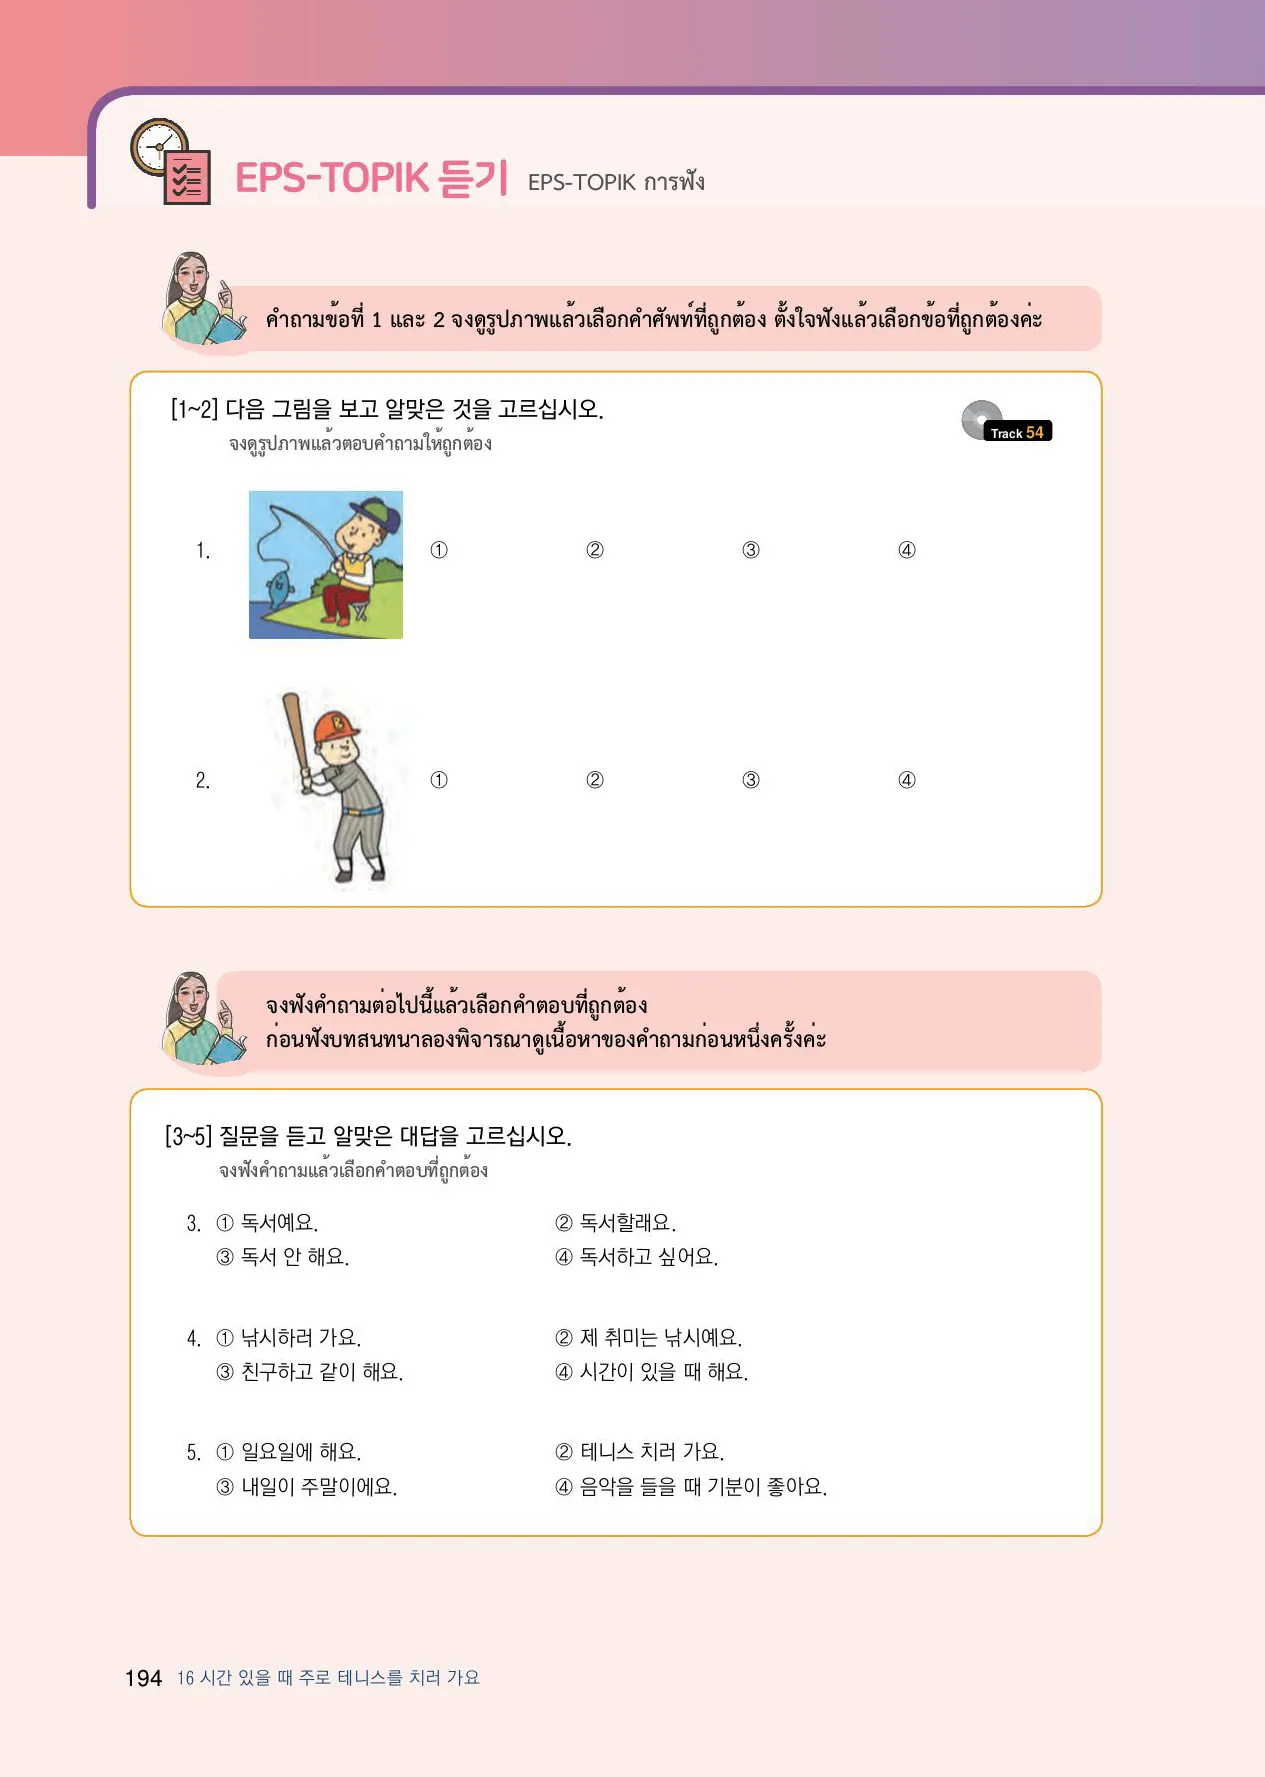 EPS-TOPIK 듣기 EPS-TOPIK การฟัง
คำถามข้อที่ 1 และ 2 จงดูรูปภาพแล้วเลือกคำศัพท์ที่ถูกต้อง ตั้งใจฟังแล้วเลือกข้อที่ถูกต้องค่ะ
[1~2] 다음 그림을 보고 알맞은 것을 고르십시오.
จงดูรูปภาพแล้วตอบคำถามให้ถูกต้อง
Track 54
1. ① ② ③ ④
B
2. ① ② ③ ④
จงฟังคำถามต่อไปนี้แล้วเลือกคำตอบที่ถูกต้อง
ก่อนฟังบทสนทนาลองพิจารณาดูเนื้อหาของคำถามก่อนหนึ่งครั้งค่ะ
[3~5] 질문을 듣고 알맞은 대답을 고르십시오.
จงฟังคำถามแล้วเลือกคำตอบที่ถูกต้อง
3. ① 독서예요. ② 독서할래요.
③ 독서 안 해요. ④ 독서하고 싶어요.
4. ① 낚시하러 가요. ② 제 취미는 낚시예요.
③ 친구하고 같이 해요. ④ 시간이 있을 때 해요.
5. ① 일요일에 해요. ② 테니스 치러 가요.
③ 내일이 주말이에요. ④ 음악을 들을 때 기분이 좋아요.
194 16 시간 있을 때 주로 테니스를 치러 가요